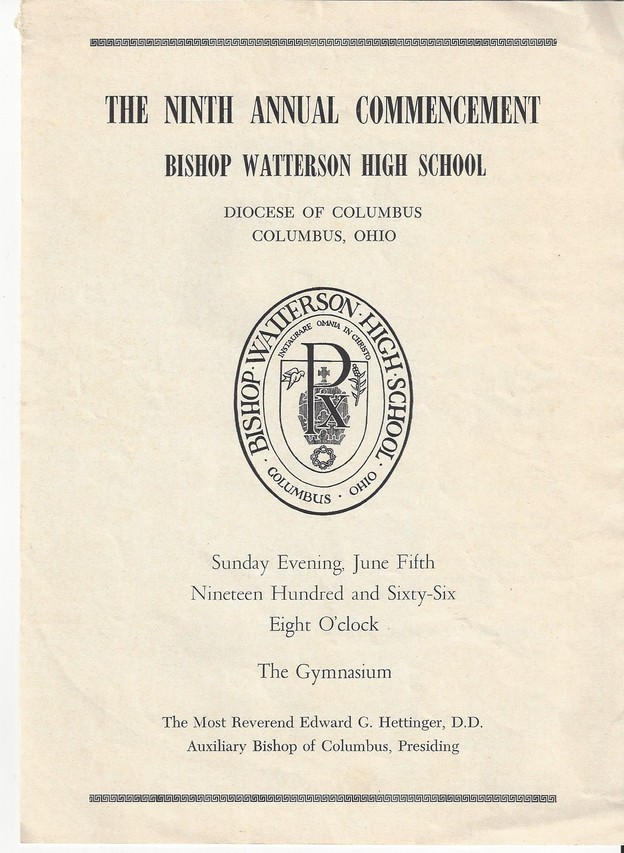 THE NINTH ANNUAL COMMENCEMENT
BISHOP WATTERSON HIGH SCHOOL
DIOCESE OF COLUMBUS
COLUMBUS, OHIO
BISHOP · WATTERSON · HIGH · SCHOOL
INSTAURARE OMNIA IN CHRISTO
PX
· COLUMBUS · OHIO ·
Sunday Evening, June Fifth
Nineteen Hundred and Sixty-Six
Eight O'clock
The Gymnasium
The Most Reverend Edward G. Hettinger, D.D.
Auxiliary Bishop of Columbus, Presiding